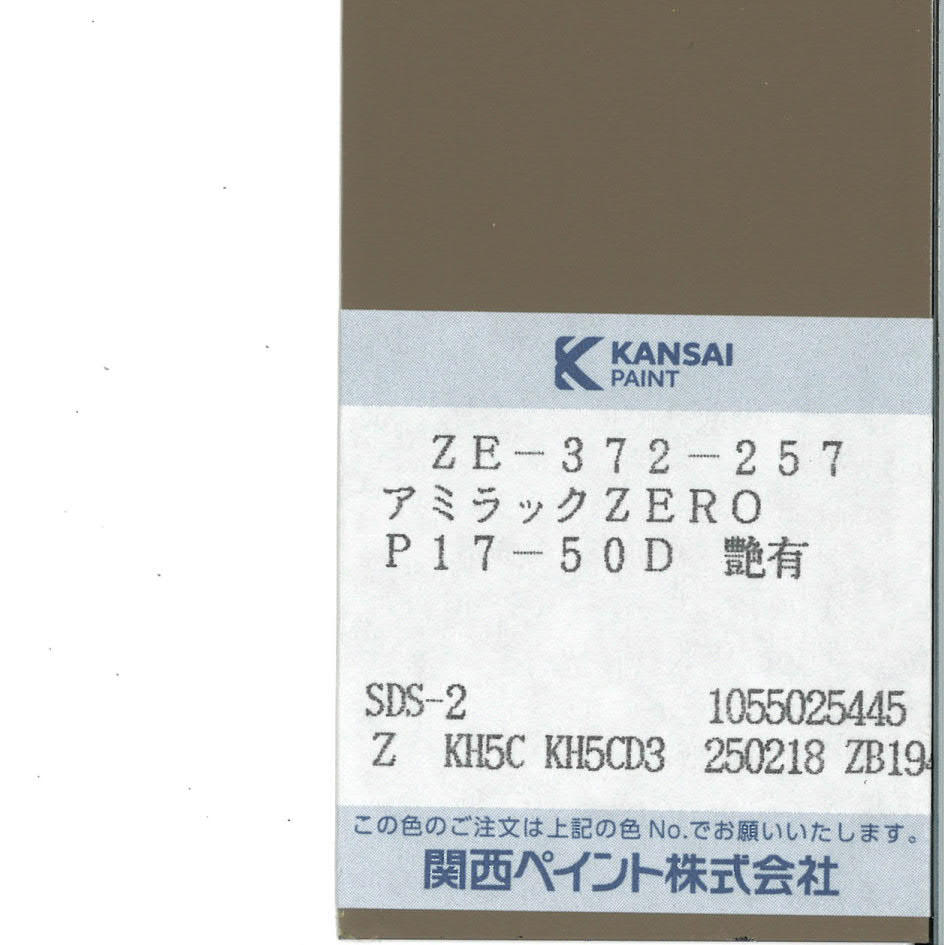 KANSAI
PAINT
ZE-372-257
アミラックZERO
P17-50D 艶有
SDS-2 1055025445
Z KH5C KH5CD3 250218 ZB194
この色のご注文は上記の色No.でお願いいたします。
関西ペイント株式会社